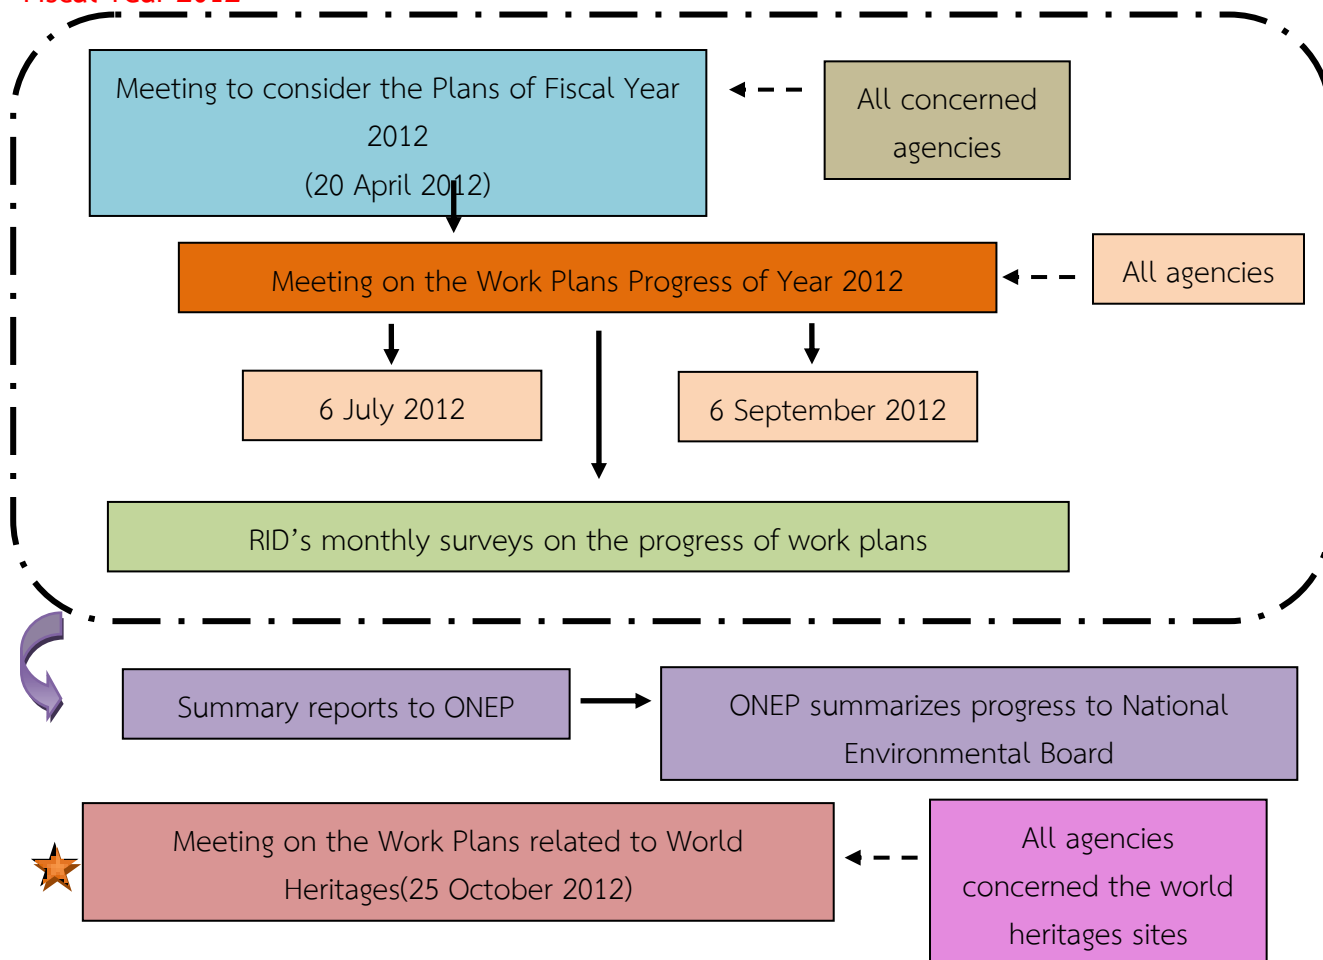 Fiscal Year 2012
Meeting to consider the Plans of Fiscal Year
2012
(20 April 2012)
All concerned
agencies
Meeting on the Work Plans Progress of Year 2012
All agencies
6 July 2012
6 September 2012
RID’s monthly surveys on the progress of work plans
Summary reports to ONEP
ONEP summarizes progress to National
Environmental Board
Meeting on the Work Plans related to World
Heritages(25 October 2012)
All agencies
concerned the world
heritages sites